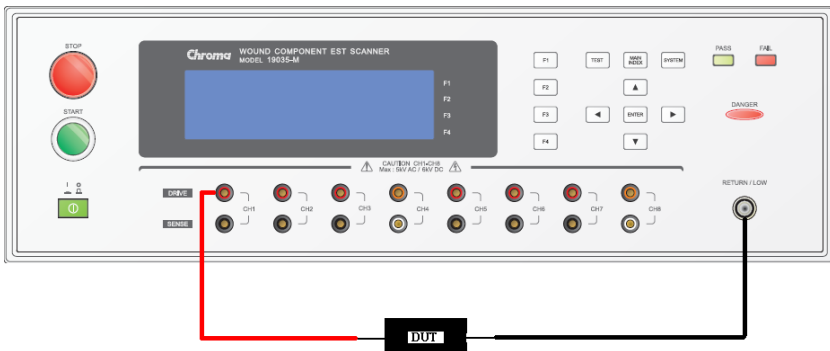 STOP
START
I O
Chroma WOUND COMPONENT EST SCANNER
MODEL 19035-M
F1
F2
F3
F4
F1 TEST MAIN INDEX SYSTEM
F2
F3 ENTER
F4
PASS FAIL
DANGER
CAUTION CH1~CH8
Max : 5kV AC / 6kV DC
DRIVE
CH1 CH2 CH3 CH4 CH5 CH6 CH7 CH8
SENSE
RETURN / LOW
DUT